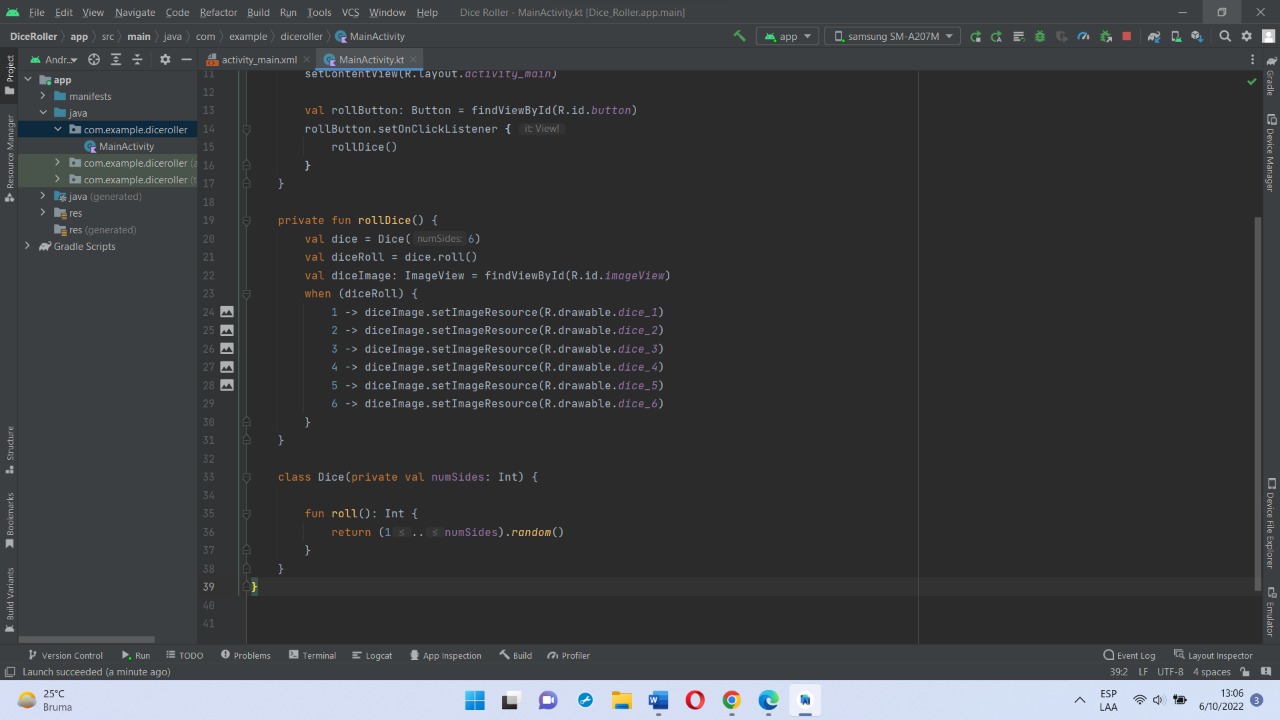 File Edit View Navigate Code Refactor Build Run Tools VCS Window Help Dice Roller - MainActivity.kt [Dice_Roller.app.main]
DiceRoller app src main java com example diceroller MainActivity app samsung SM-A207M
Project Andr... activity_main.xml MainActivity.kt
app
manifests
java
com.example.diceroller
MainActivity
com.example.diceroller (a
com.example.diceroller (t
java (generated)
res
res (generated)
Gradle Scripts
Resource Manager
Structure
Bookmarks
Build Variants
11 setContentView(R.layout.activity_main)
12
13 val rollButton: Button = findViewById(R.id.button)
14 rollButton.setOnClickListener { it: View!
15 rollDice()
16 }
17 }
18
19 private fun rollDice() {
20 val dice = Dice( numSides: 6)
21 val diceRoll = dice.roll()
22 val diceImage: ImageView = findViewById(R.id.imageView)
23 when (diceRoll) {
24 1 -> diceImage.setImageResource(R.drawable.dice_1)
25 2 -> diceImage.setImageResource(R.drawable.dice_2)
26 3 -> diceImage.setImageResource(R.drawable.dice_3)
27 4 -> diceImage.setImageResource(R.drawable.dice_4)
28 5 -> diceImage.setImageResource(R.drawable.dice_5)
29 6 -> diceImage.setImageResource(R.drawable.dice_6)
30 }
31 }
32
33 class Dice(private val numSides: Int) {
34
35 fun roll(): Int {
36 return (1 ≤ .. ≤ numSides).random()
37 }
38 }
39 }
40
41
Gradle
Device Manager
Device File Explorer
Emulator
Version Control Run TODO Problems Terminal Logcat App Inspection Build Profiler Event Log Layout Inspector
Launch succeeded (a minute ago) 39:2 LF UTF-8 4 spaces
25°C
Bruma
ESP
LAA
13:06
6/10/2022
3